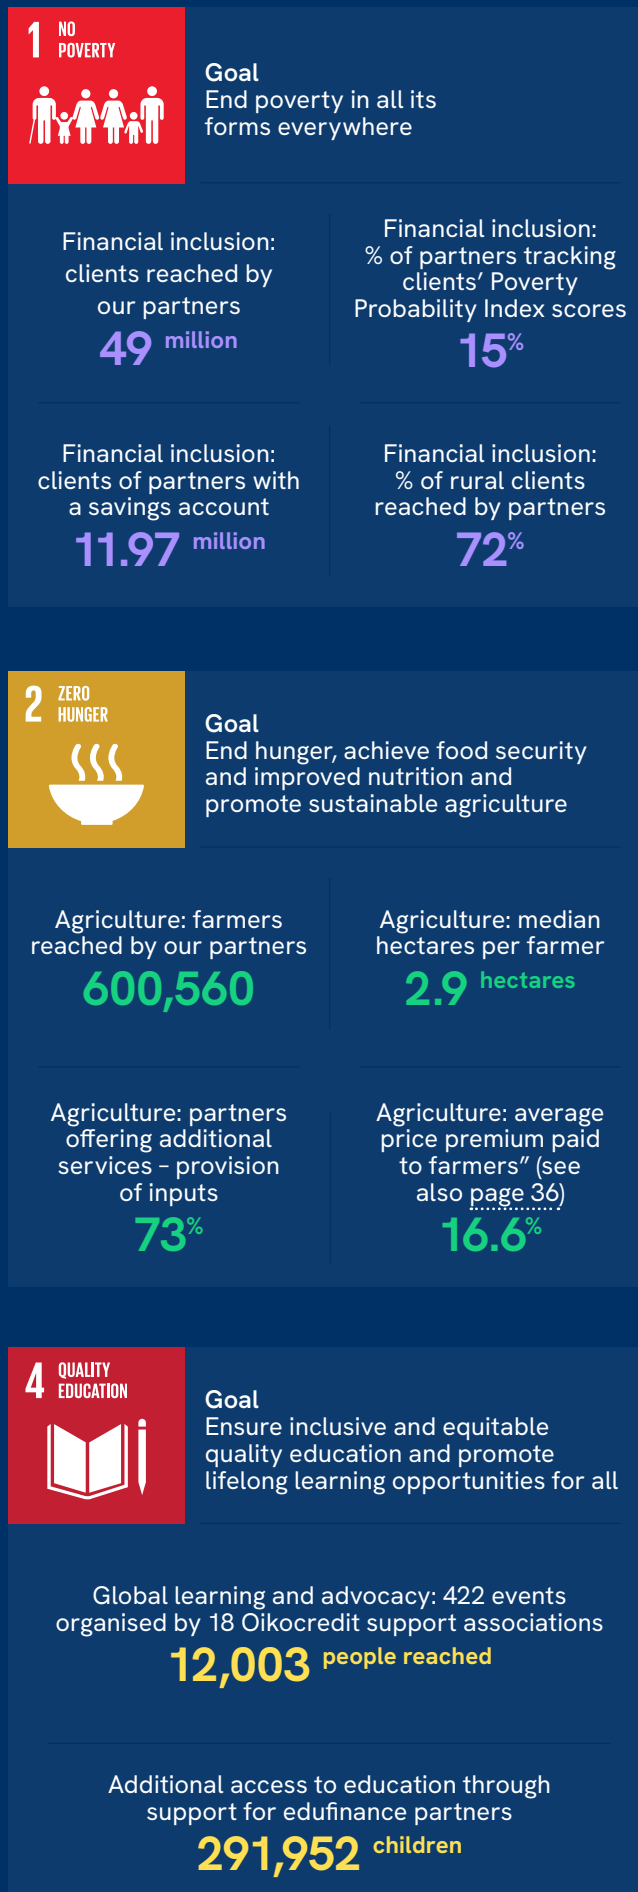 1 NO
POVERTY
Goal
End poverty in all its
forms everywhere
Financial inclusion:
clients reached by
our partners
49 million
Financial inclusion:
% of partners tracking
clients’ Poverty
Probability Index scores
15%
Financial inclusion:
clients of partners with
a savings account
11.97 million
Financial inclusion:
% of rural clients
reached by partners
72%
2 ZERO
HUNGER
Goal
End hunger, achieve food security
and improved nutrition and
promote sustainable agriculture
Agriculture: farmers
reached by our partners
600,560
Agriculture: median
hectares per farmer
2.9 hectares
Agriculture: partners
offering additional
services – provision
of inputs
73%
Agriculture: average
price premium paid
to farmers” (see
also page 36)
16.6%
4 QUALITY
EDUCATION
Goal
Ensure inclusive and equitable
quality education and promote
lifelong learning opportunities for all
Global learning and advocacy: 422 events
organised by 18 Oikocredit support associations
12,003 people reached
Additional access to education through
support for edufinance partners
291,952 children